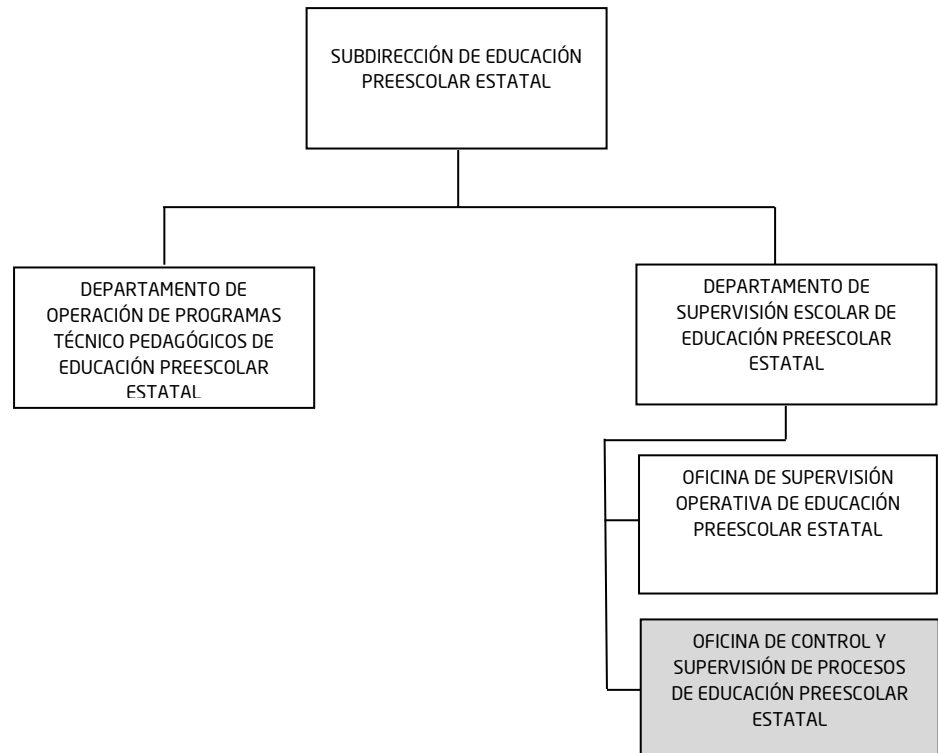 SUBDIRECCIÓN DE EDUCACIÓN
PREESCOLAR ESTATAL
DEPARTAMENTO DE
OPERACIÓN DE PROGRAMAS
TÉCNICO PEDAGÓGICOS DE
EDUCACIÓN PREESCOLAR
ESTATAL
DEPARTAMENTO DE
SUPERVISIÓN ESCOLAR DE
EDUCACIÓN PREESCOLAR
ESTATAL
OFICINA DE SUPERVISIÓN
OPERATIVA DE EDUCACIÓN
PREESCOLAR ESTATAL
OFICINA DE CONTROL Y
SUPERVISIÓN DE PROCESOS
DE EDUCACIÓN PREESCOLAR
ESTATAL